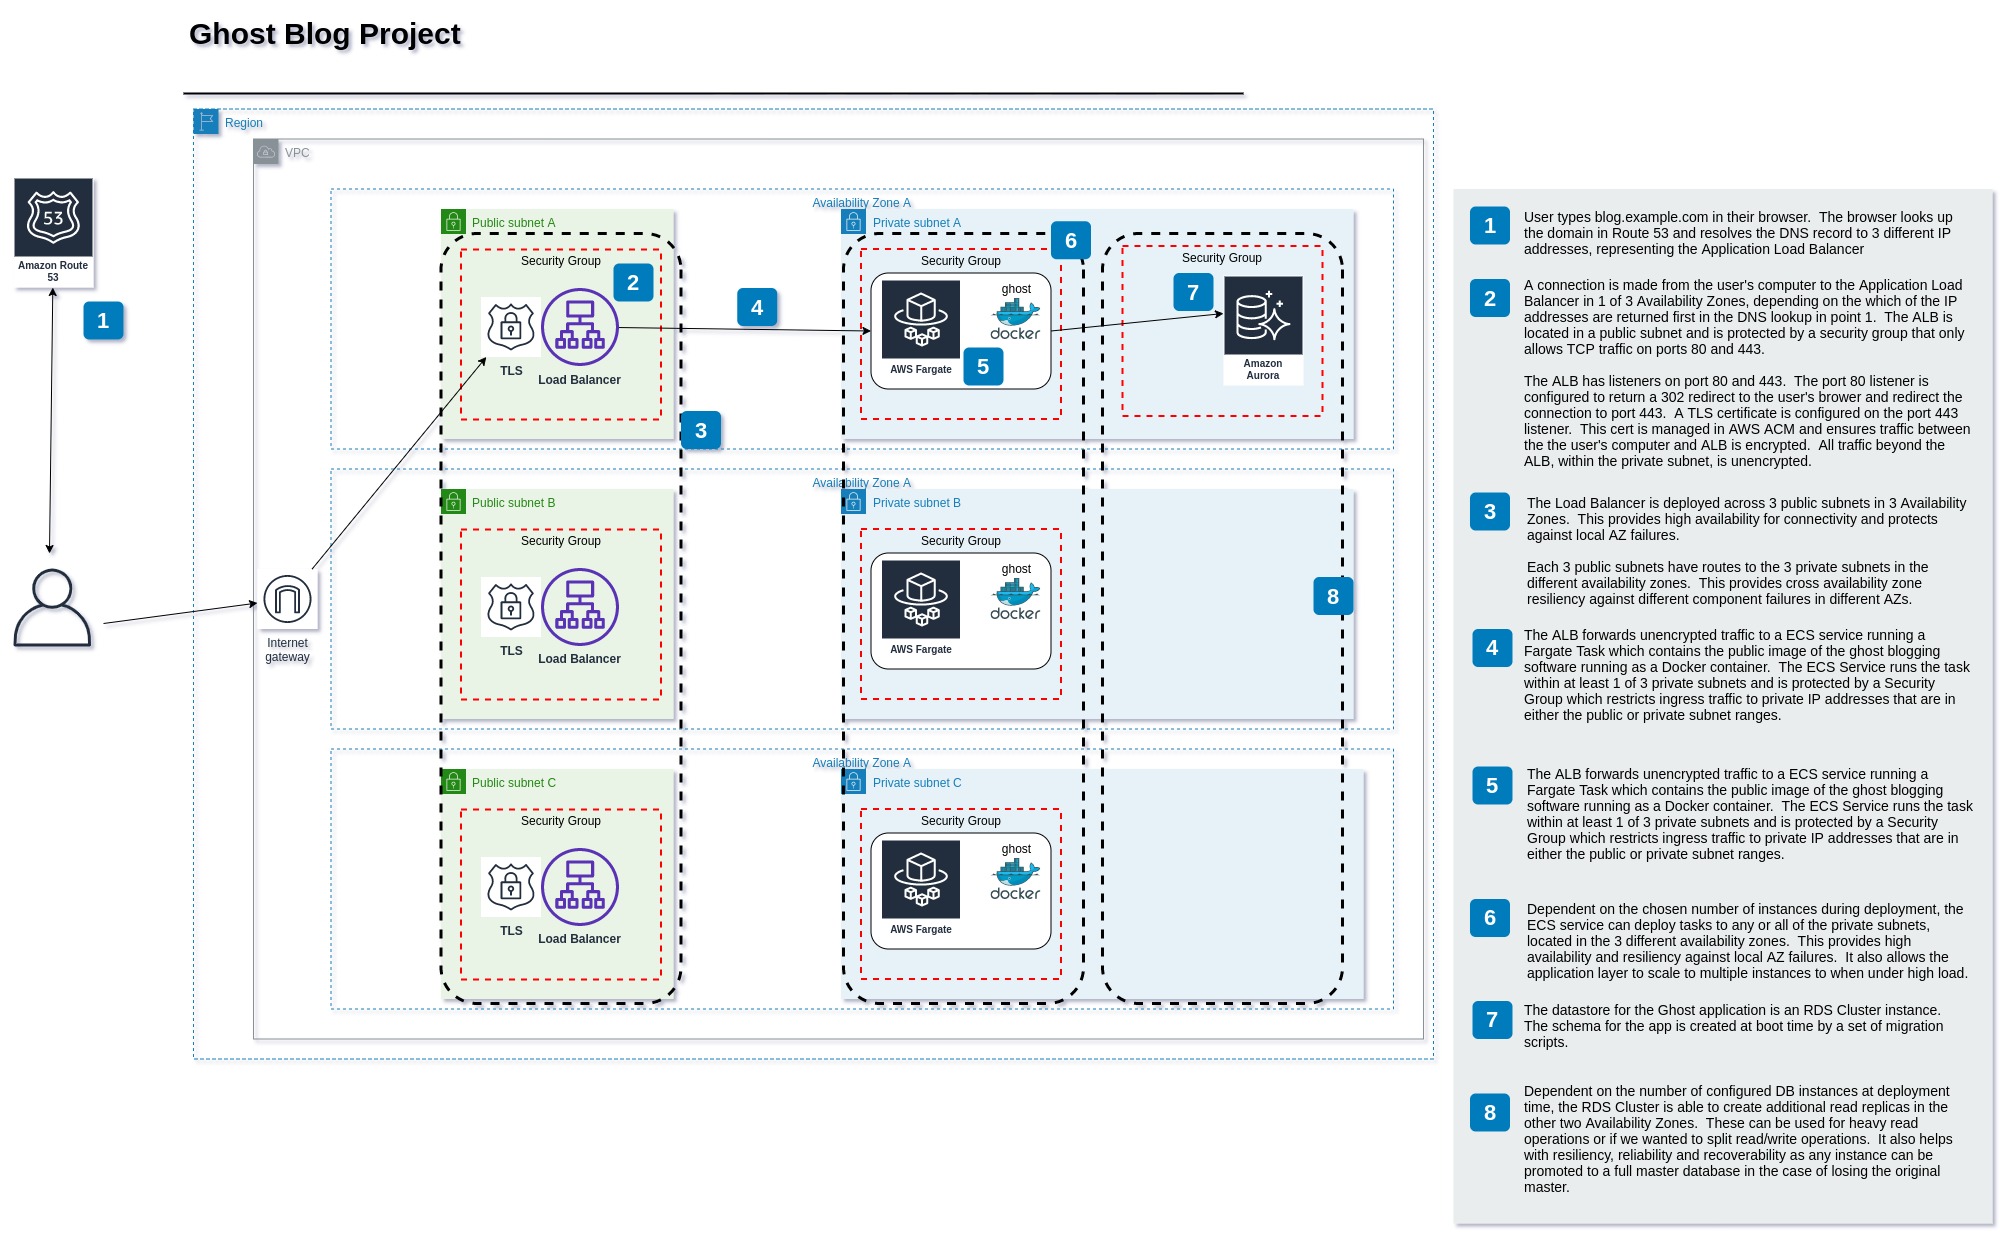 Ghost Blog Project
Region
VPC
Amazon Route
53
1
Availability Zone A
Public subnet A
Security Group
2
TLS
Load Balancer
3
4
Private subnet A
6
Security Group
ghost
docker
AWS Fargate
5
Security Group
7
Amazon
Aurora
Availability Zone A
Public subnet B
Security Group
TLS
Load Balancer
Private subnet B
Security Group
ghost
docker
AWS Fargate
8
Internet
gateway
Availability Zone A
Public subnet C
Security Group
TLS
Load Balancer
Private subnet C
Security Group
ghost
docker
AWS Fargate
1
User types blog.example.com in their browser.  The browser looks up
the domain in Route 53 and resolves the DNS record to 3 different IP
addresses, representing the Application Load Balancer
2
A connection is made from the user's computer to the Application Load
Balancer in 1 of 3 Availability Zones, depending on the which of the IP
addresses are returned first in the DNS lookup in point 1.  The ALB is
located in a public subnet and is protected by a security group that only
allows TCP traffic on ports 80 and 443.
The ALB has listeners on port 80 and 443.  The port 80 listener is
configured to return a 302 redirect to the user's brower and redirect the
connection to port 443.  A TLS certificate is configured on the port 443
listener.  This cert is managed in AWS ACM and ensures traffic between
the the user's computer and ALB is encrypted.  All traffic beyond the
ALB, within the private subnet, is unencrypted.
3
The Load Balancer is deployed across 3 public subnets in 3 Availability
Zones.  This provides high availability for connectivity and protects
against local AZ failures.
Each 3 public subnets have routes to the 3 private subnets in the
different availability zones.  This provides cross availability zone
resiliency against different component failures in different AZs.
4
The ALB forwards unencrypted traffic to a ECS service running a
Fargate Task which contains the public image of the ghost blogging
software running as a Docker container.  The ECS Service runs the task
within at least 1 of 3 private subnets and is protected by a Security
Group which restricts ingress traffic to private IP addresses that are in
either the public or private subnet ranges.
5
The ALB forwards unencrypted traffic to a ECS service running a
Fargate Task which contains the public image of the ghost blogging
software running as a Docker container.  The ECS Service runs the task
within at least 1 of 3 private subnets and is protected by a Security
Group which restricts ingress traffic to private IP addresses that are in
either the public or private subnet ranges.
6
Dependent on the chosen number of instances during deployment, the
ECS service can deploy tasks to any or all of the private subnets,
located in the 3 different availability zones.  This provides high
availability and resiliency against local AZ failures.  It also allows the
application layer to scale to multiple instances to when under high load.
7
The datastore for the Ghost application is an RDS Cluster instance.
The schema for the app is created at boot time by a set of migration
scripts.
8
Dependent on the number of configured DB instances at deployment
time, the RDS Cluster is able to create additional read replicas in the
other two Availability Zones.  These can be used for heavy read
operations or if we wanted to split read/write operations.  It also helps
with resiliency, reliability and recoverability as any instance can be
promoted to a full master database in the case of losing the original
master.